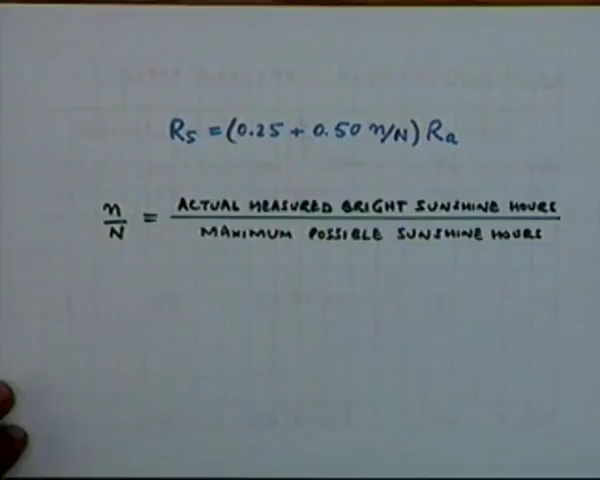 Rs = (0.25 + 0.50 n/N) Ra
n/N = ACTUAL MEASURED BRIGHT SUNSHINE HOURS / MAXIMUM POSSIBLE SUNSHINE HOURS